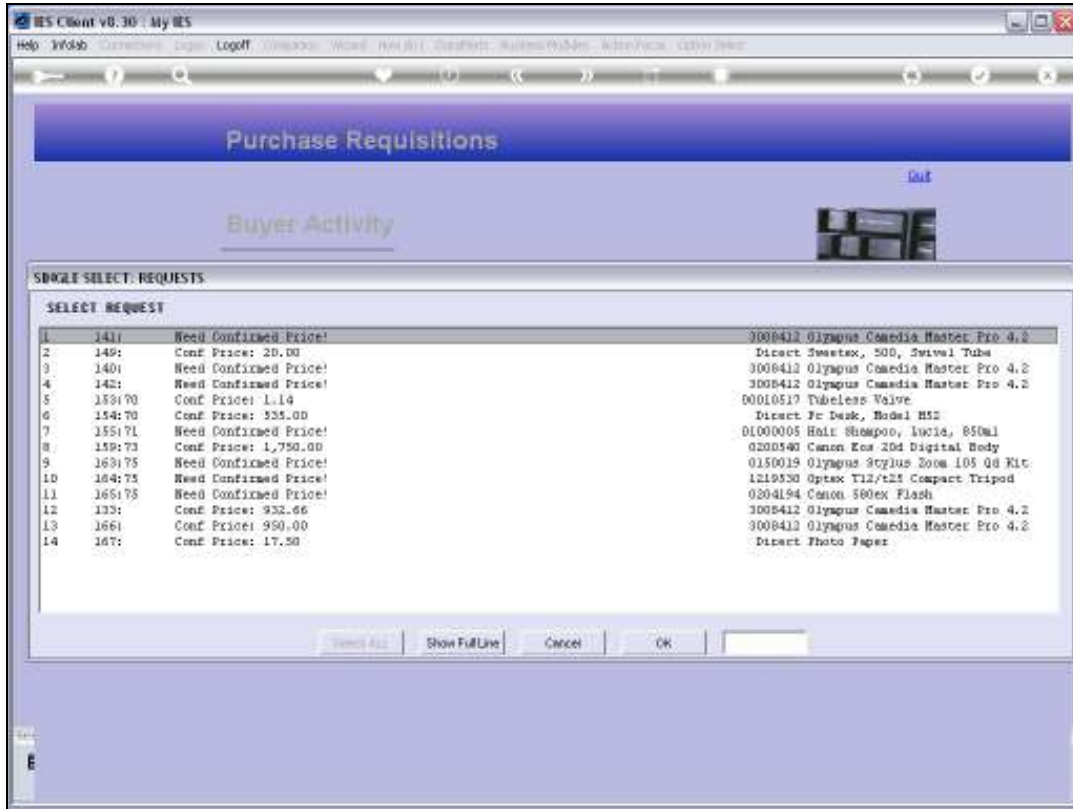 IES Client v8.30 : My IES
Help Infolab Logoff
Purchase Requisitions
Quit
Buyer Activity
SINGLE SELECT: REQUESTS
SELECT REQUEST
1 141: Need Confirmed Price! 3008412 Olympus Camedia Master Pro 4.2
2 149: Conf Price: 20.00 Direct Sweetex, 500, Swivel Tube
3 140: Need Confirmed Price! 3008412 Olympus Camedia Master Pro 4.2
4 142: Need Confirmed Price! 3008412 Olympus Camedia Master Pro 4.2
5 153:70 Conf Price: 1.14 00010517 Tubeless Valve
6 154:70 Conf Price: 535.00 Direct Pc Desk, Model H52
7 155:71 Need Confirmed Price! 01000005 Hair Shampoo, Lucia, 850ml
8 159:73 Conf Price: 1,750.00 0200540 Canon Eos 20d Digital Body
9 163:75 Need Confirmed Price! 0150019 Olympus Stylus Zoom 105 Qd Kit
10 164:75 Need Confirmed Price! 1219530 Optex T12/t25 Compact Tripod
11 165:75 Need Confirmed Price! 0204194 Canon 580ex Flash
12 133: Conf Price: 932.66 3008412 Olympus Camedia Master Pro 4.2
13 166: Conf Price: 950.00 3008412 Olympus Camedia Master Pro 4.2
14 167: Conf Price: 17.50 Direct Photo Paper
Select ALL Show Full Line Cancel OK